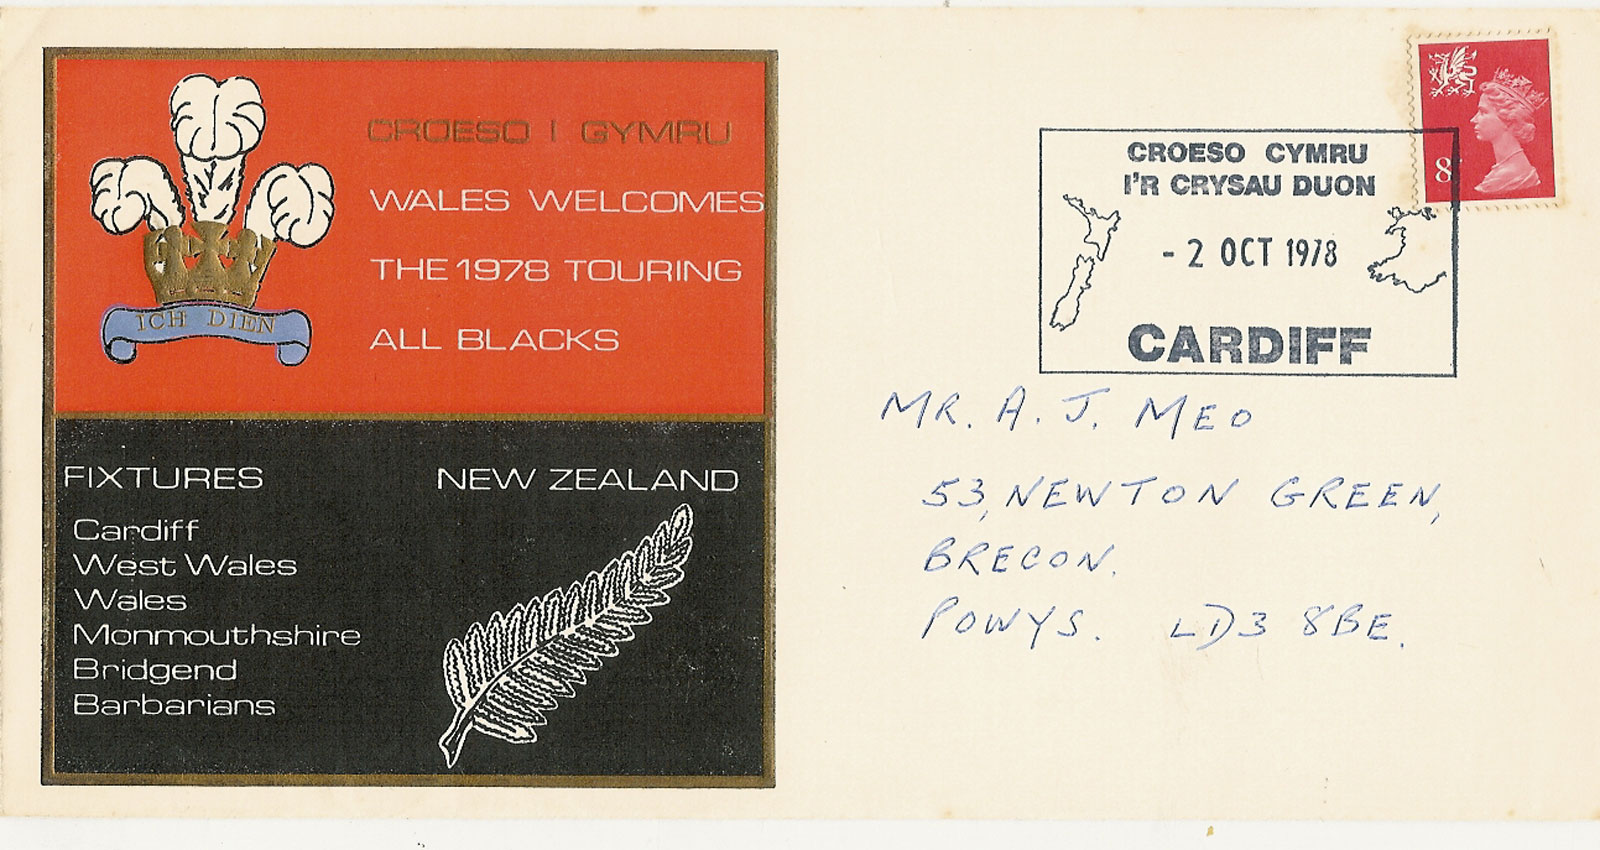 CROESO I GYMRU
WALES WELCOMES
THE 1978 TOURING
ALL BLACKS
ICH DIEN
FIXTURES
Cardiff
West Wales
Wales
Monmouthshire
Bridgend
Barbarians
NEW ZEALAND
CROESO CYMRU
I'R CRYSAU DUON
- 2 OCT 1978
CARDIFF
8
MR. A. J. MEO
53, NEWTON GREEN,
BRECON.
POWYS. LD3 8BE.